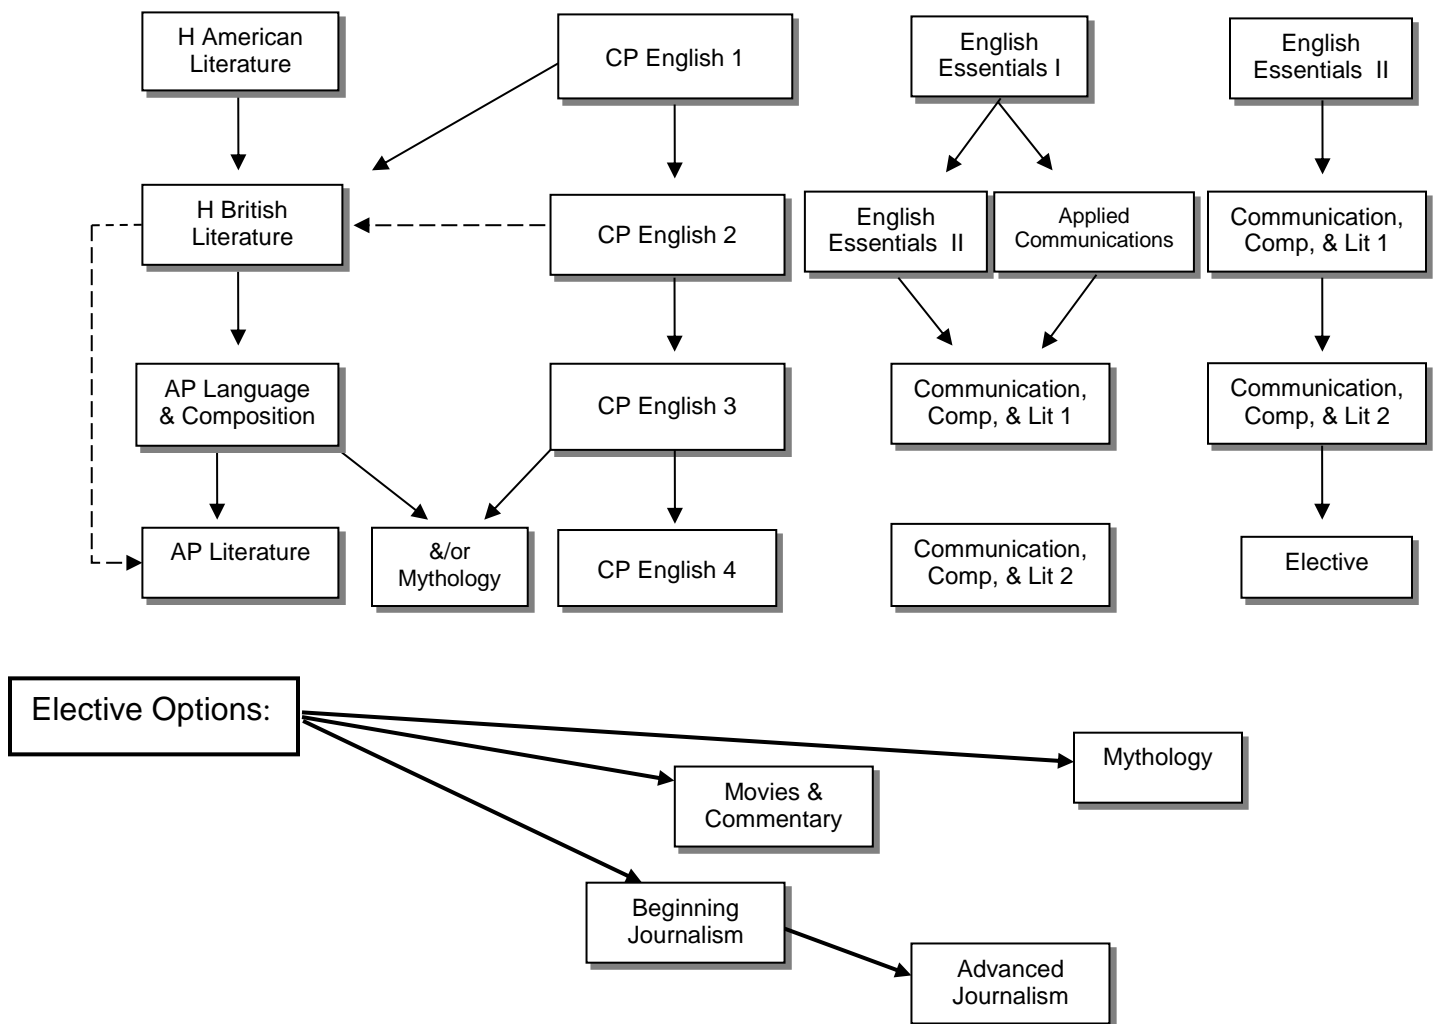 H American
Literature
CP English 1
English
Essentials I
English
Essentials  II
H British
Literature
CP English 2
English
Essentials  II
Applied
Communications
Communication,
Comp, & Lit 1
AP Language
& Composition
CP English 3
Communication,
Comp, & Lit 1
Communication,
Comp, & Lit 2
AP Literature
&/or
Mythology
CP English 4
Communication,
Comp, & Lit 2
Elective
Elective Options:
Mythology
Movies &
Commentary
Beginning
Journalism
Advanced
Journalism